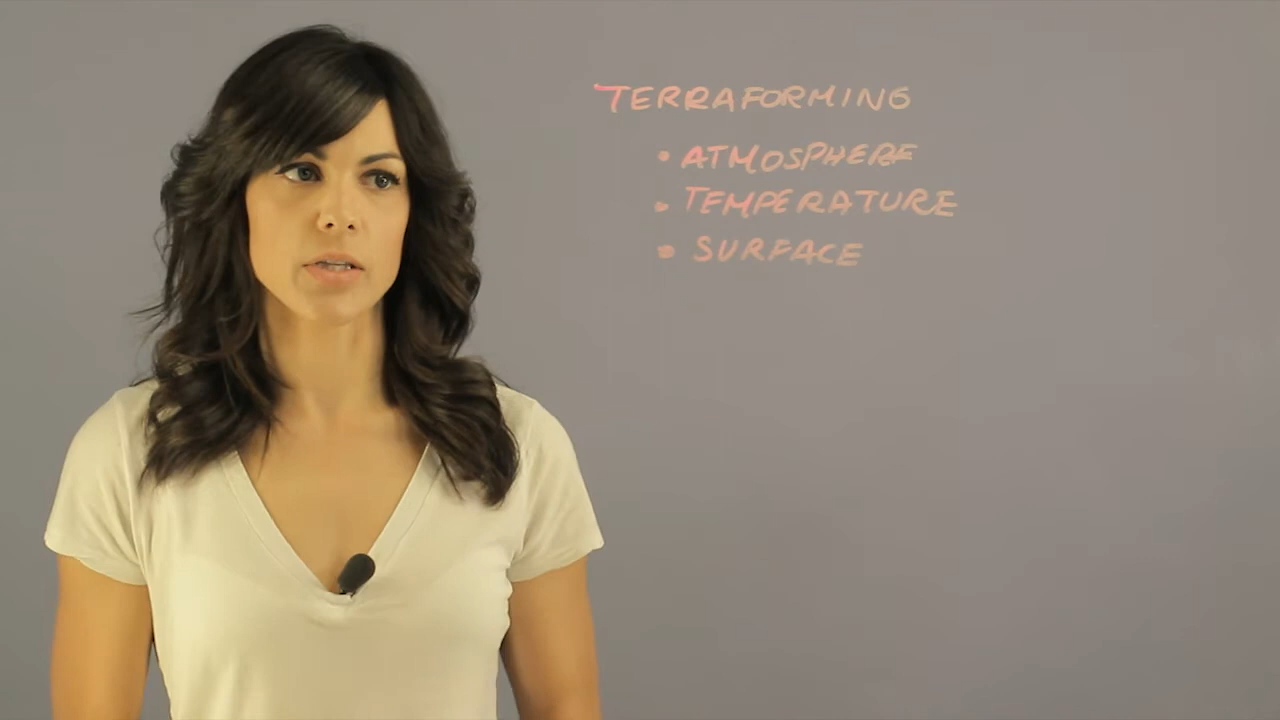 TERRAFORMING
• ATMOSPHERE
• TEMPERATURE
• SURFACE